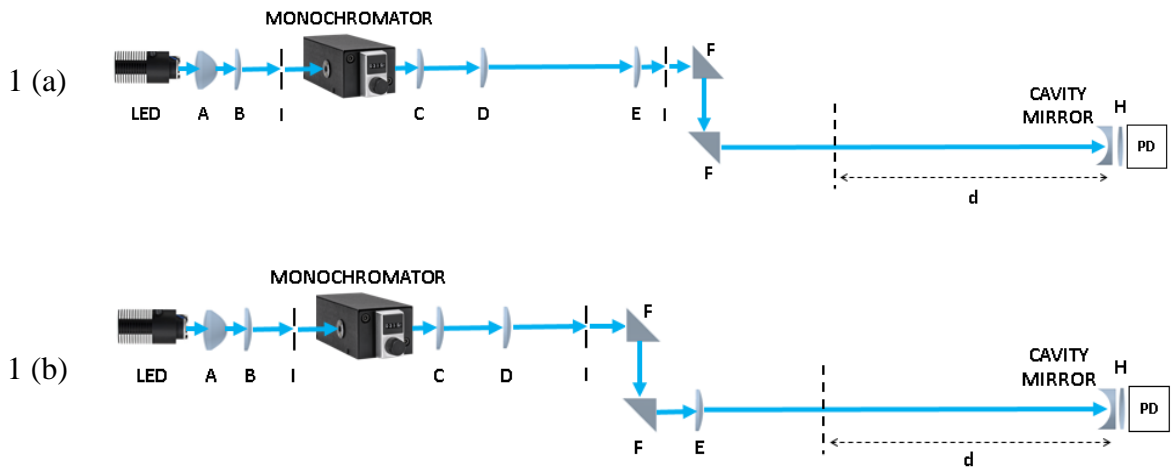 MONOCHROMATOR
1 (a)
LED A B I C D E I F
F
CAVITY
MIRROR H
PD
d
MONOCHROMATOR
1 (b)
LED A B I C D I F
F E
CAVITY
MIRROR H
PD
d